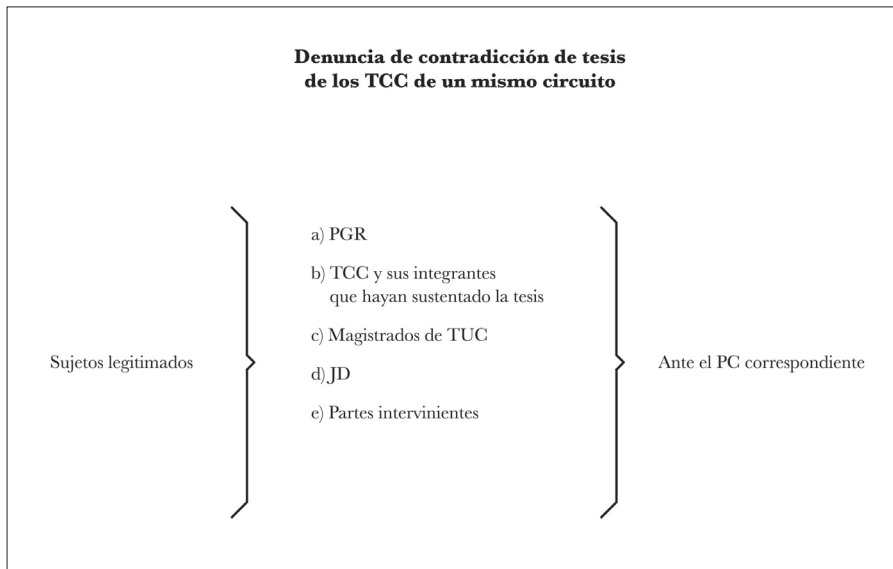 Denuncia de contradicción de tesis
de los TCC de un mismo circuito
Sujetos legitimados
a) PGR
b) TCC y sus integrantes
que hayan sustentado la tesis
c) Magistrados de TUC
d) JD
e) Partes intervinientes
Ante el PC correspondiente